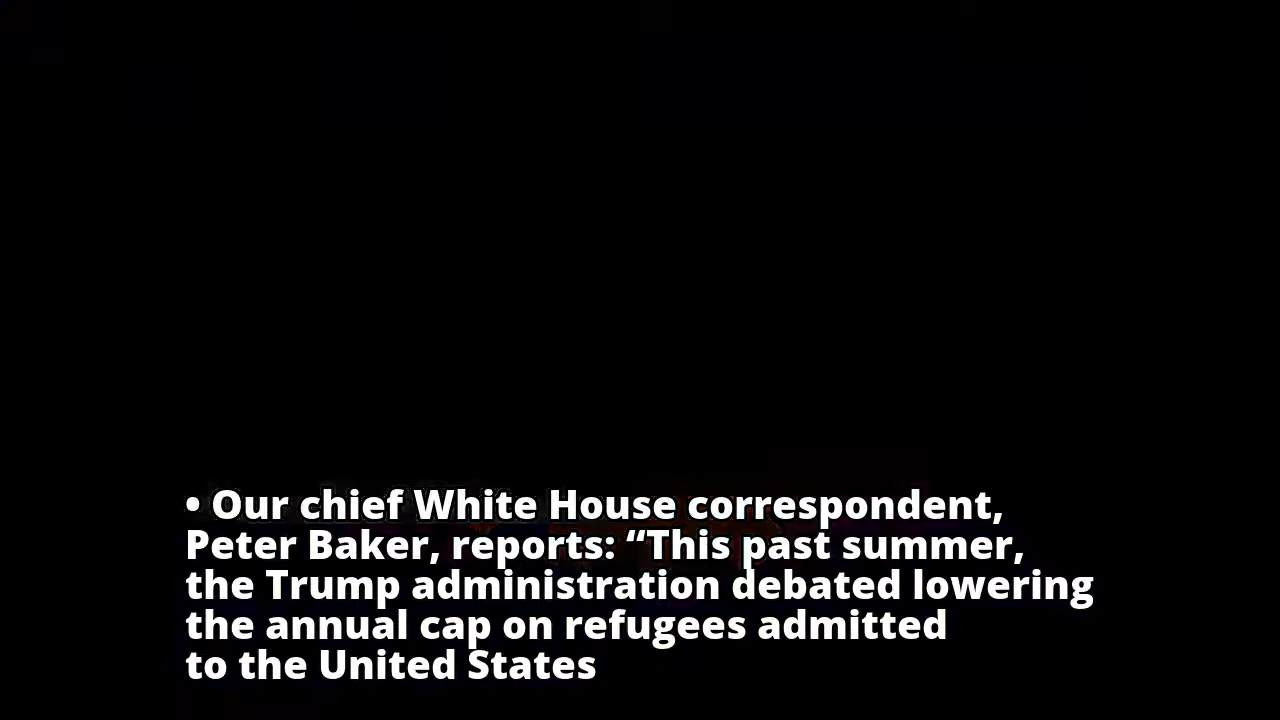 • Our chief White House correspondent,
Peter Baker, reports: “This past summer,
the Trump administration debated lowering
the annual cap on refugees admitted
to the United States